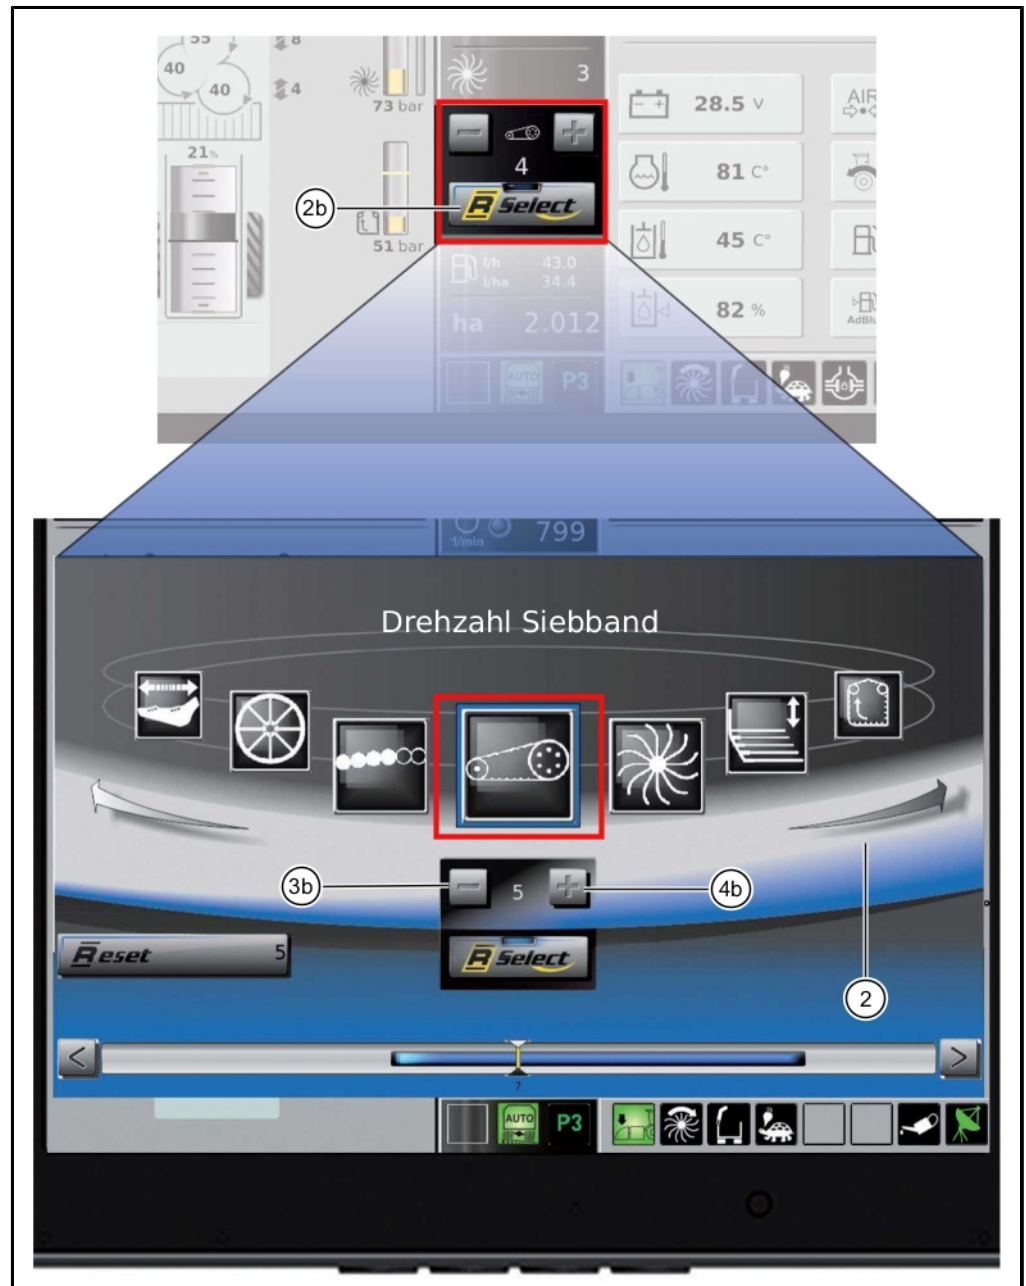 55
8
40
40
4
21%
73 bar
51 bar
3
4
R Select
2b
28.5 V
AIR
81 C°
45 C°
82 %
l/h 43.0
l/ha 34.4
ha 2.012
AUTO
P3
1/min 799
Drehzahl Siebband
3b
5
4b
Reset 5
R Select
2
<
>
7
AUTO
P3